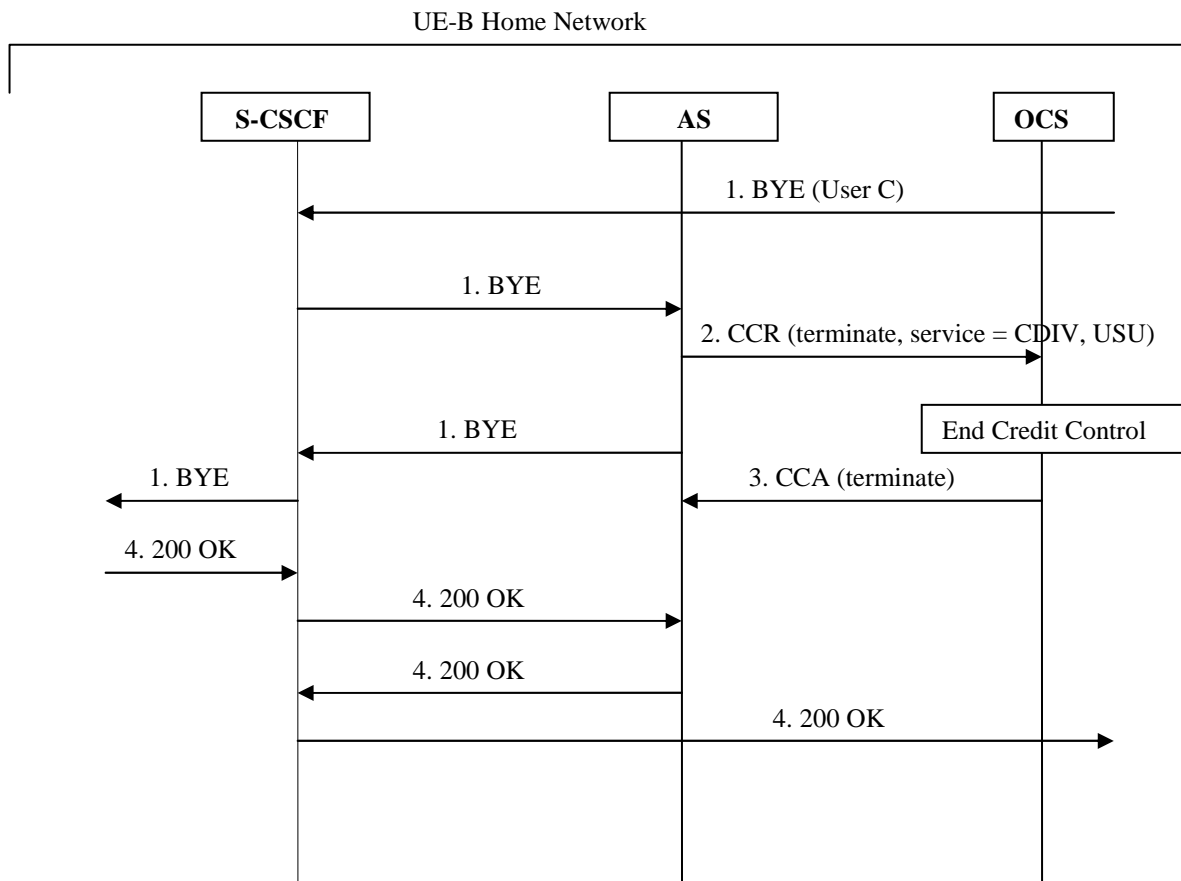 UE-B Home Network
S-CSCF
AS
OCS
1. BYE (User C)
1. BYE
2. CCR (terminate, service = CDIV, USU)
1. BYE
End Credit Control
1. BYE
3. CCA (terminate)
4. 200 OK
4. 200 OK
4. 200 OK
4. 200 OK